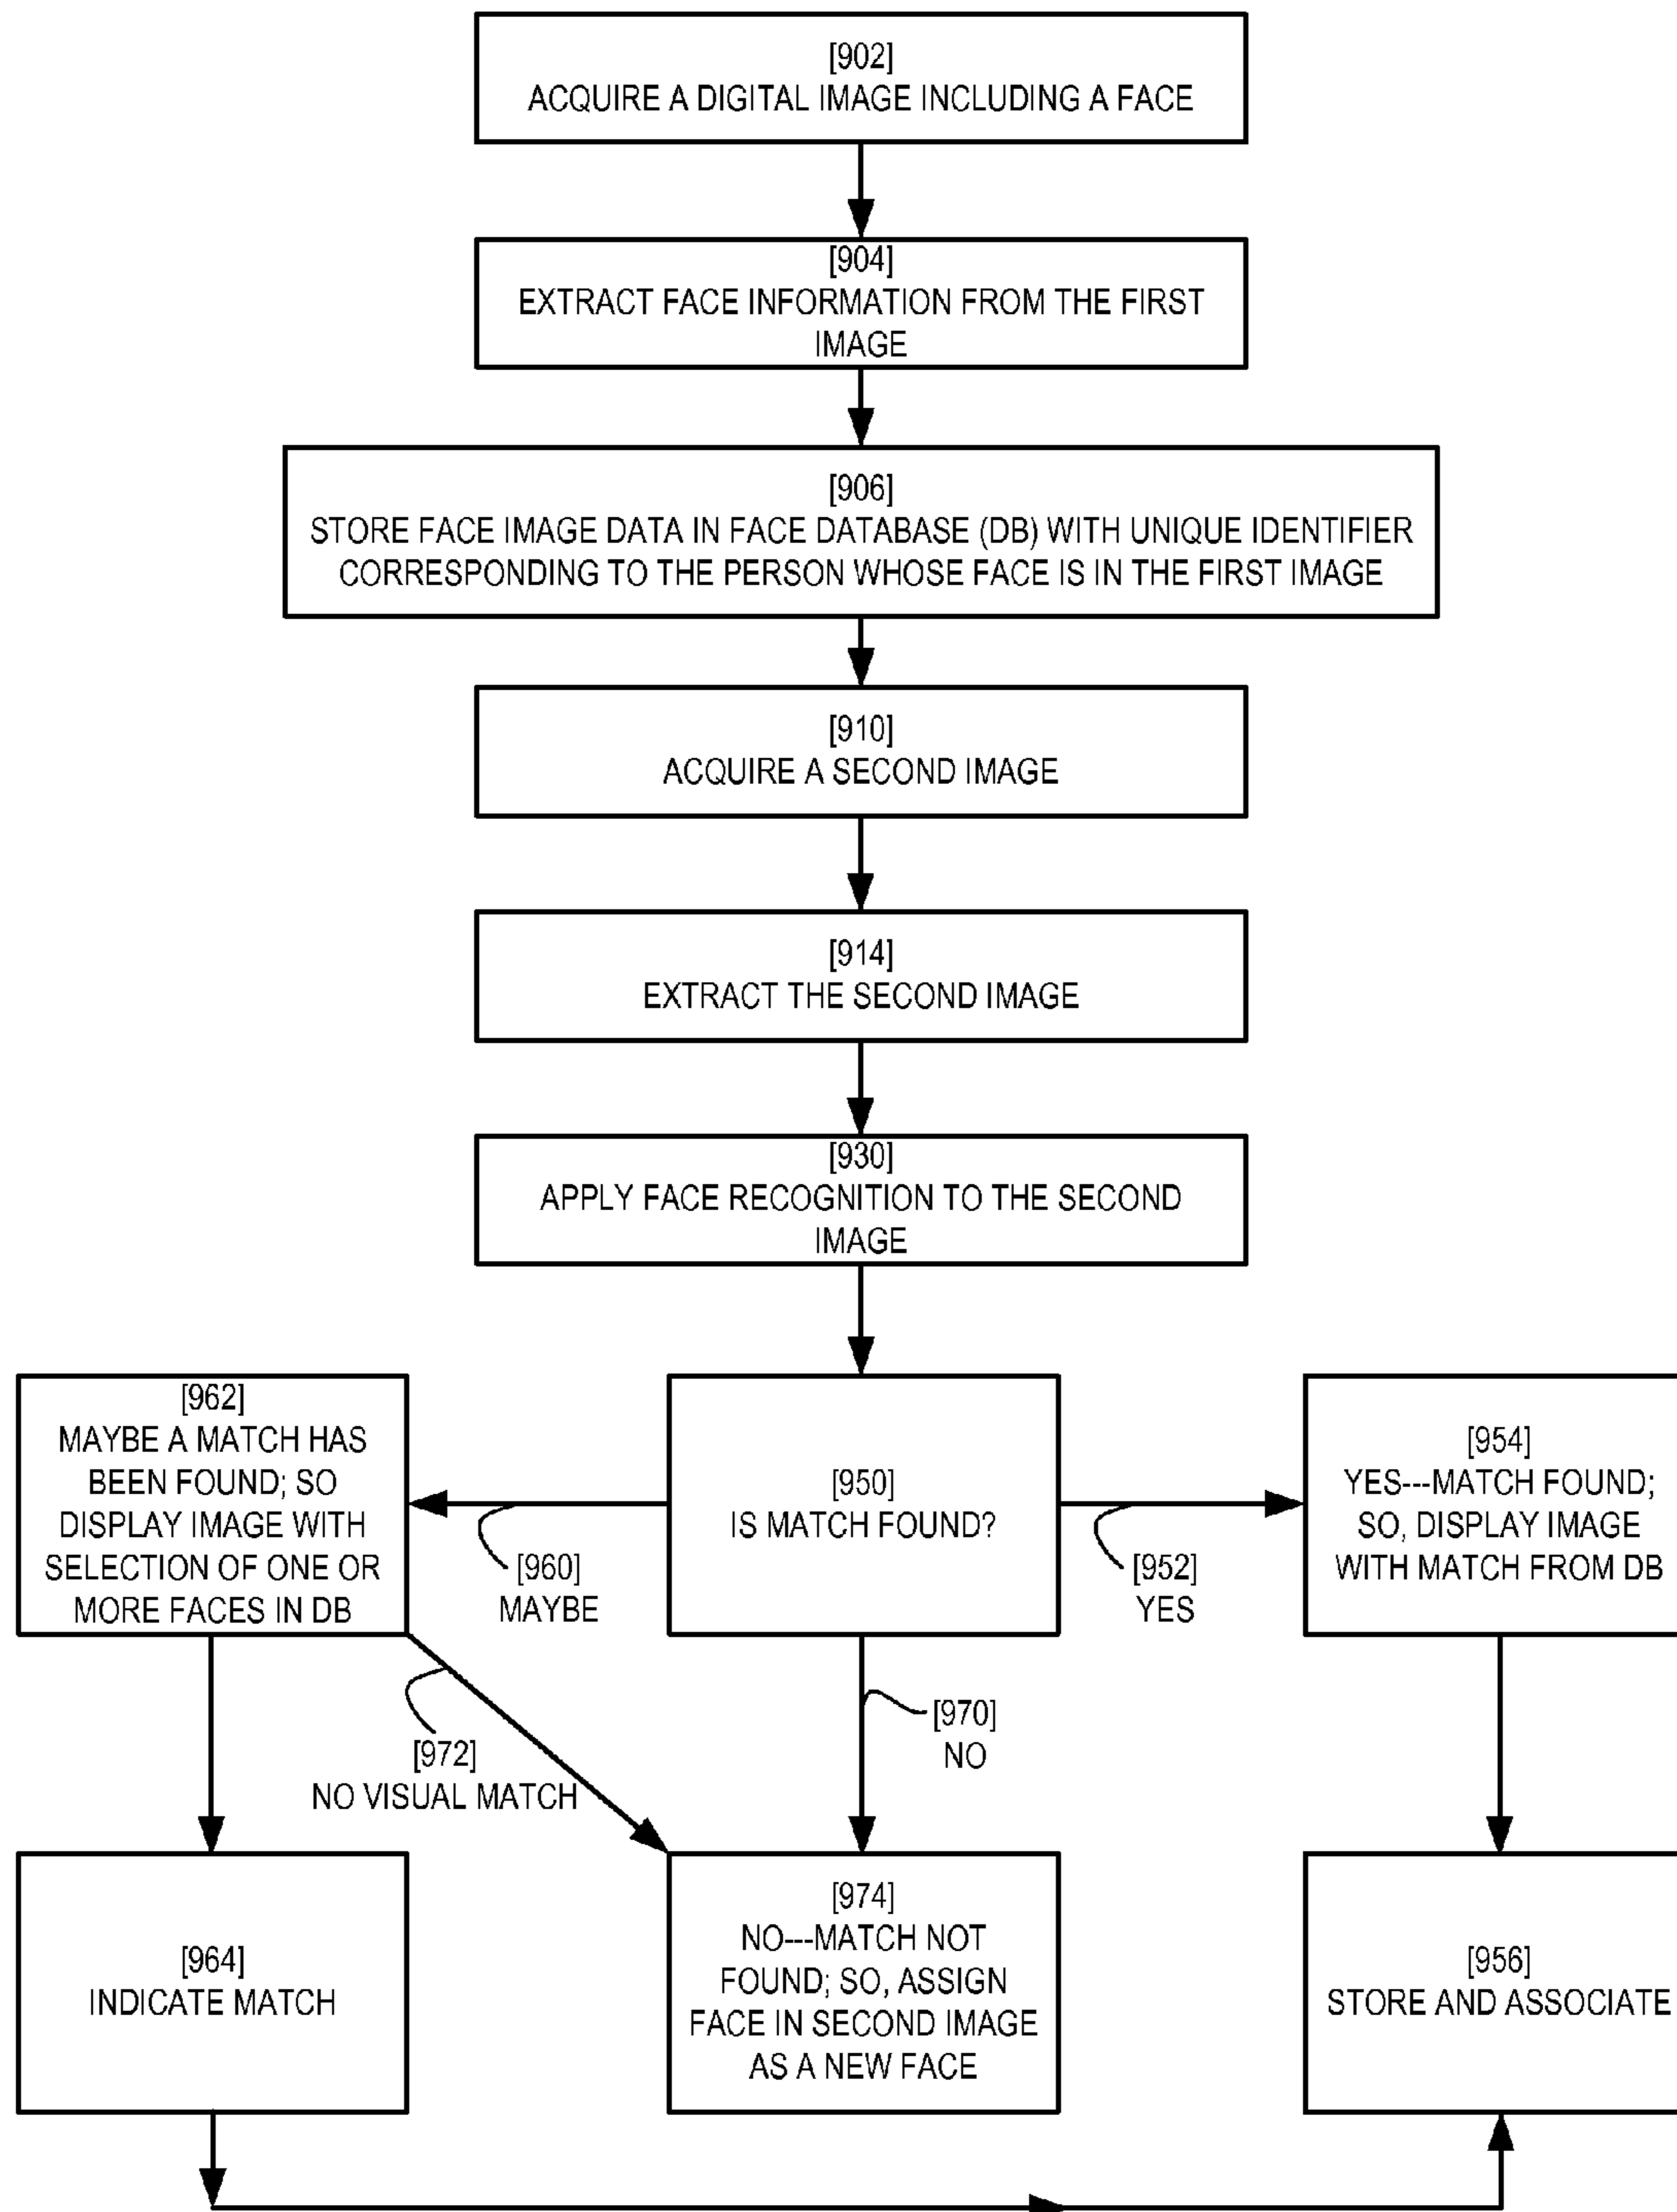 [902]
ACQUIRE A DIGITAL IMAGE INCLUDING A FACE
[904]
EXTRACT FACE INFORMATION FROM THE FIRST
IMAGE
[906]
STORE FACE IMAGE DATA IN FACE DATABASE (DB) WITH UNIQUE IDENTIFIER
CORRESPONDING TO THE PERSON WHOSE FACE IS IN THE FIRST IMAGE
[910]
ACQUIRE A SECOND IMAGE
[914]
EXTRACT THE SECOND IMAGE
[930]
APPLY FACE RECOGNITION TO THE SECOND
IMAGE
[962]
MAYBE A MATCH HAS
BEEN FOUND; SO
DISPLAY IMAGE WITH
SELECTION OF ONE OR
MORE FACES IN DB
[960]
MAYBE
[950]
IS MATCH FOUND?
[952]
YES
[954]
YES---MATCH FOUND;
SO, DISPLAY IMAGE
WITH MATCH FROM DB
[972]
NO VISUAL MATCH
[970]
NO
[964]
INDICATE MATCH
[974]
NO---MATCH NOT
FOUND; SO, ASSIGN
FACE IN SECOND IMAGE
AS A NEW FACE
[956]
STORE AND ASSOCIATE